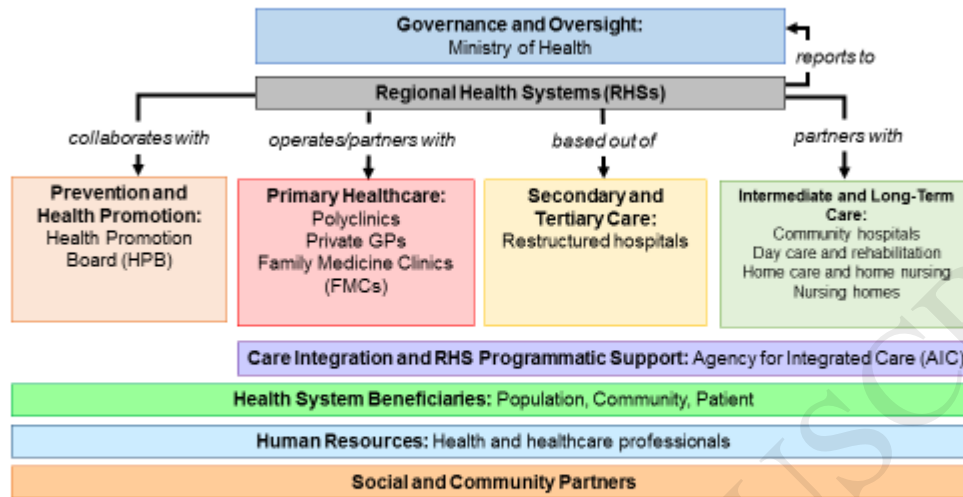 Governance and Oversight:
Ministry of Health
reports to
Regional Health Systems (RHSs)
collaborates with
operates/partners with
based out of
partners with
Prevention and
Health Promotion:
Health Promotion
Board (HPB)
Primary Healthcare:
Polyclinics
Private GPs
Family Medicine Clinics
(FMCs)
Secondary and
Tertiary Care:
Restructured hospitals
Intermediate and Long-Term
Care:
Community hospitals
Day care and rehabilitation
Home care and home nursing
Nursing homes
Care Integration and RHS Programmatic Support: Agency for Integrated Care (AIC)
Health System Beneficiaries: Population, Community, Patient
Human Resources: Health and healthcare professionals
Social and Community Partners